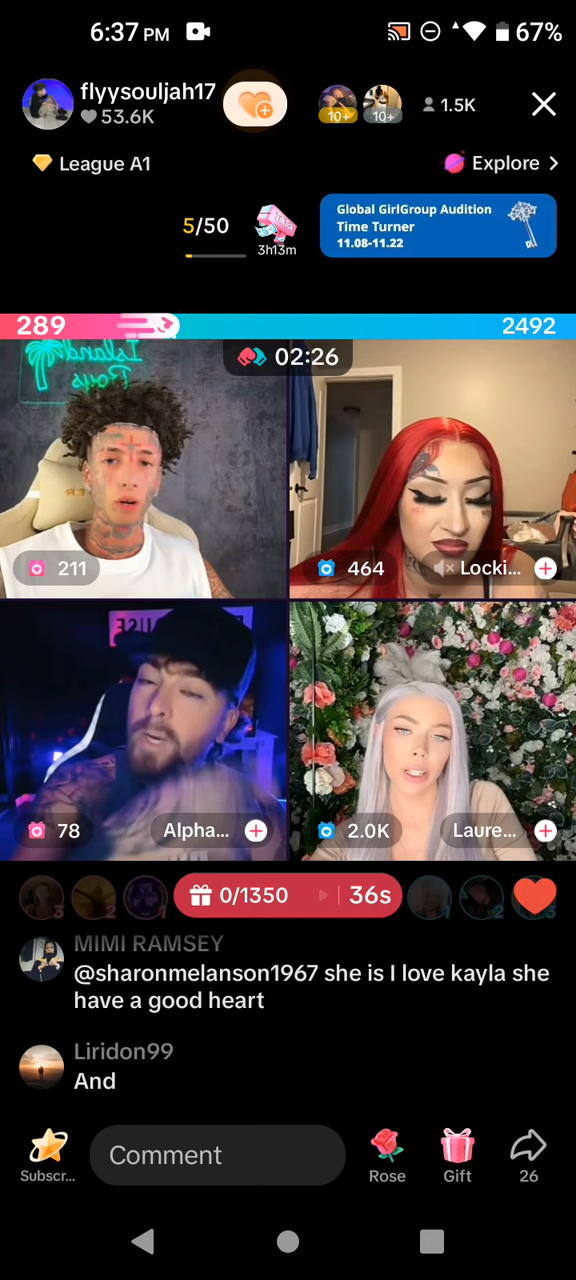 6:37 PM
67%
flyysouljah17
53.6K
10+
10+
1.5K
League A1
Explore >
5/50
3h13m
Global GirlGroup Audition
Time Turner
11.08-11.22
289
2492
02:26
Island
Boys
211
464
Locki...
78
Alpha...
2.0K
Laure...
0/1350
36s
MIMI RAMSEY
@sharonmelanson1967 she is I love kayla she
have a good heart
Liridon99
And
Subscr...
Comment
Rose
Gift
26